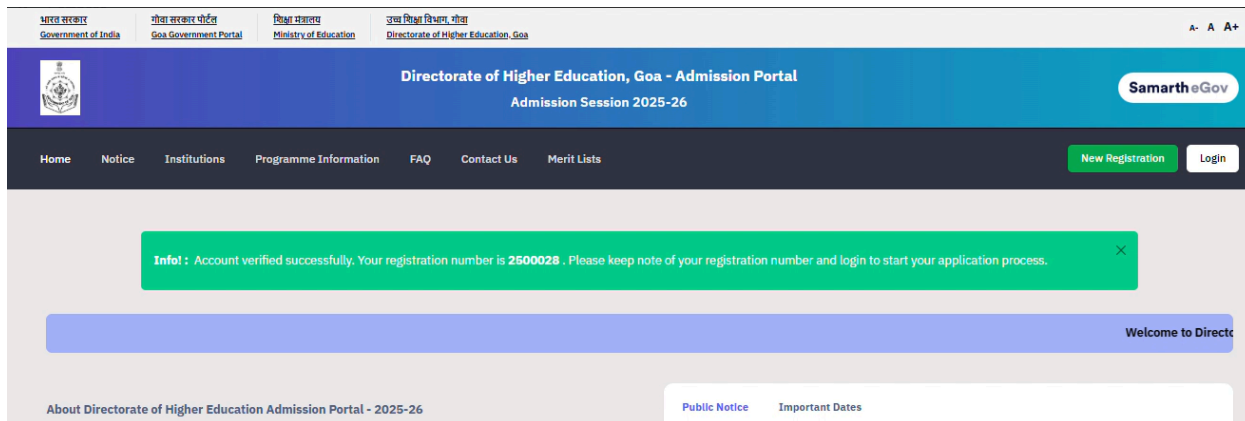 भारत सरकार
Government of India
गोवा सरकार पोर्टल
Goa Government Portal
शिक्षा मंत्रालय
Ministry of Education
उच्च शिक्षा विभाग, गोवा
Directorate of Higher Education, Goa
A- A A+
Directorate of Higher Education, Goa - Admission Portal
Admission Session 2025-26
Samarth eGov
Home Notice Institutions Programme Information FAQ Contact Us Merit Lists New Registration Login
Info! : Account verified successfully. Your registration number is 2500028 . Please keep note of your registration number and login to start your application process.
Welcome to Directo
About Directorate of Higher Education Admission Portal - 2025-26
Public Notice Important Dates